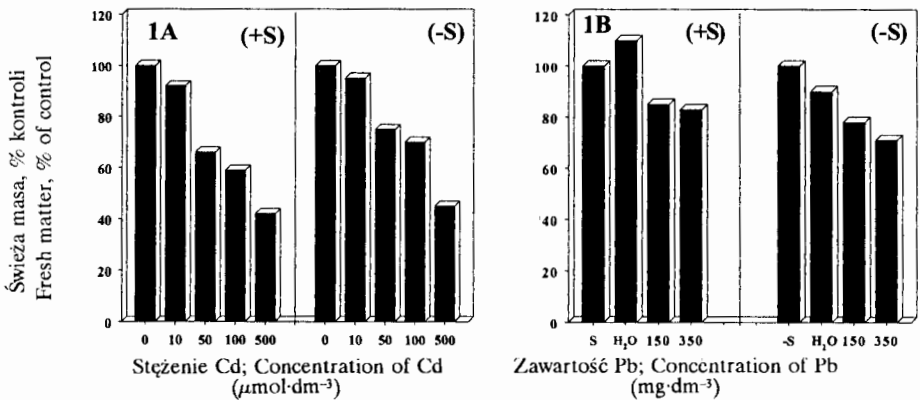 120
100
80
60
40
20
0
1A (+S) (-S)
0 10 50 100 500 0 10 50 100 500
Świeża masa, % kontroli
Fresh matter, % of control
Stężenie Cd; Concentration of Cd
(μmol·dm⁻³)
120
100
80
60
40
20
0
1B (+S) (-S)
S H₂O 150 350 -S H₂O 150 350
Zawartość Pb; Concentration of Pb
(mg·dm⁻³)